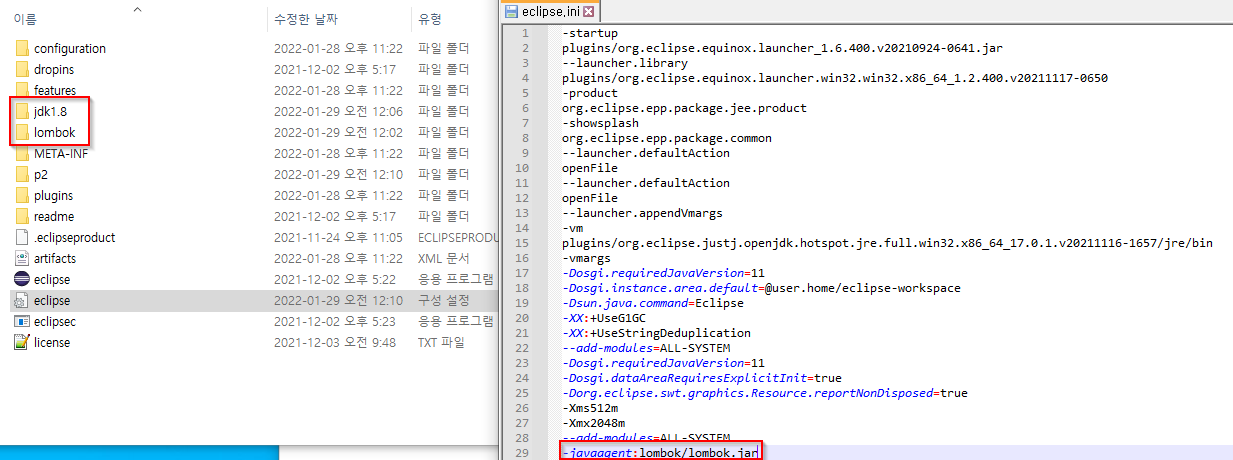 이름 수정한 날짜 유형
configuration 2022-01-28 오후 11:22 파일 폴더
dropins 2021-12-02 오후 5:17 파일 폴더
features 2022-01-28 오후 11:22 파일 폴더
jdk1.8 2022-01-29 오전 12:06 파일 폴더
lombok 2022-01-29 오전 12:02 파일 폴더
META-INF 2022-01-28 오후 11:22 파일 폴더
p2 2022-01-29 오전 12:10 파일 폴더
plugins 2022-01-28 오후 11:22 파일 폴더
readme 2021-12-02 오후 5:17 파일 폴더
.eclipseproduct 2021-11-24 오후 11:05 ECLIPSEPRODU
artifacts 2022-01-28 오후 11:22 XML 문서
eclipse 2021-12-02 오후 5:22 응용 프로그램
eclipse 2022-01-29 오전 12:10 구성 설정
eclipsec 2021-12-02 오후 5:23 응용 프로그램
license 2021-12-03 오전 9:48 TXT 파일
eclipse.ini
1 -startup
2 plugins/org.eclipse.equinox.launcher_1.6.400.v20210924-0641.jar
3 --launcher.library
4 plugins/org.eclipse.equinox.launcher.win32.win32.x86_64_1.2.400.v20211117-0650
5 -product
6 org.eclipse.epp.package.jee.product
7 -showsplash
8 org.eclipse.epp.package.common
9 --launcher.defaultAction
10 openFile
11 --launcher.defaultAction
12 openFile
13 --launcher.appendVmargs
14 -vm
15 plugins/org.eclipse.justj.openjdk.hotspot.jre.full.win32.x86_64_17.0.1.v20211116-1657/jre/bin
16 -vmargs
17 -Dosgi.requiredJavaVersion=11
18 -Dosgi.instance.area.default=@user.home/eclipse-workspace
19 -Dsun.java.command=Eclipse
20 -XX:+UseG1GC
21 -XX:+UseStringDeduplication
22 --add-modules=ALL-SYSTEM
23 -Dosgi.requiredJavaVersion=11
24 -Dosgi.dataAreaRequiresExplicitInit=true
25 -Dorg.eclipse.swt.graphics.Resource.reportNonDisposed=true
26 -Xms512m
27 -Xmx2048m
28 --add-modules=ALL-SYSTEM
29 -javaagent:lombok/lombok.jar